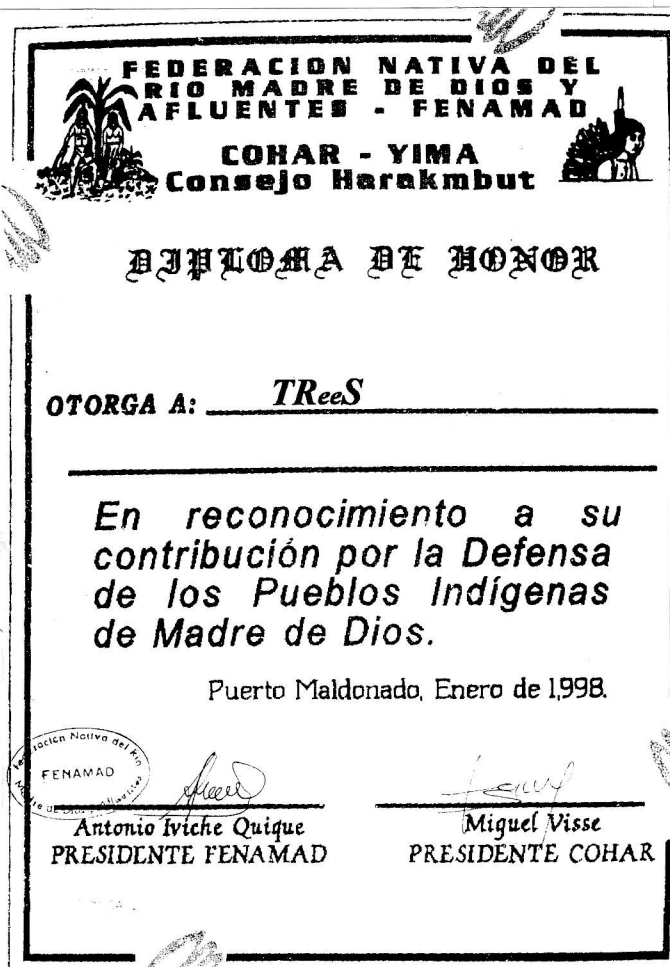 FEDERACION NATIVA DEL
RIO MADRE DE DIOS Y
AFLUENTES - FENAMAD
COHAR - YIMA
Consejo Harakmbut
DIPLOMA DE HONOR
OTORGA A: TReeS
En reconocimiento a su
contribución por la Defensa
de los Pueblos Indígenas
de Madre de Dios.
Puerto Maldonado, Enero de 1,998.
FENAMAD
Antonio Iviche Quique
PRESIDENTE FENAMAD
Miguel Visse
PRESIDENTE COHAR